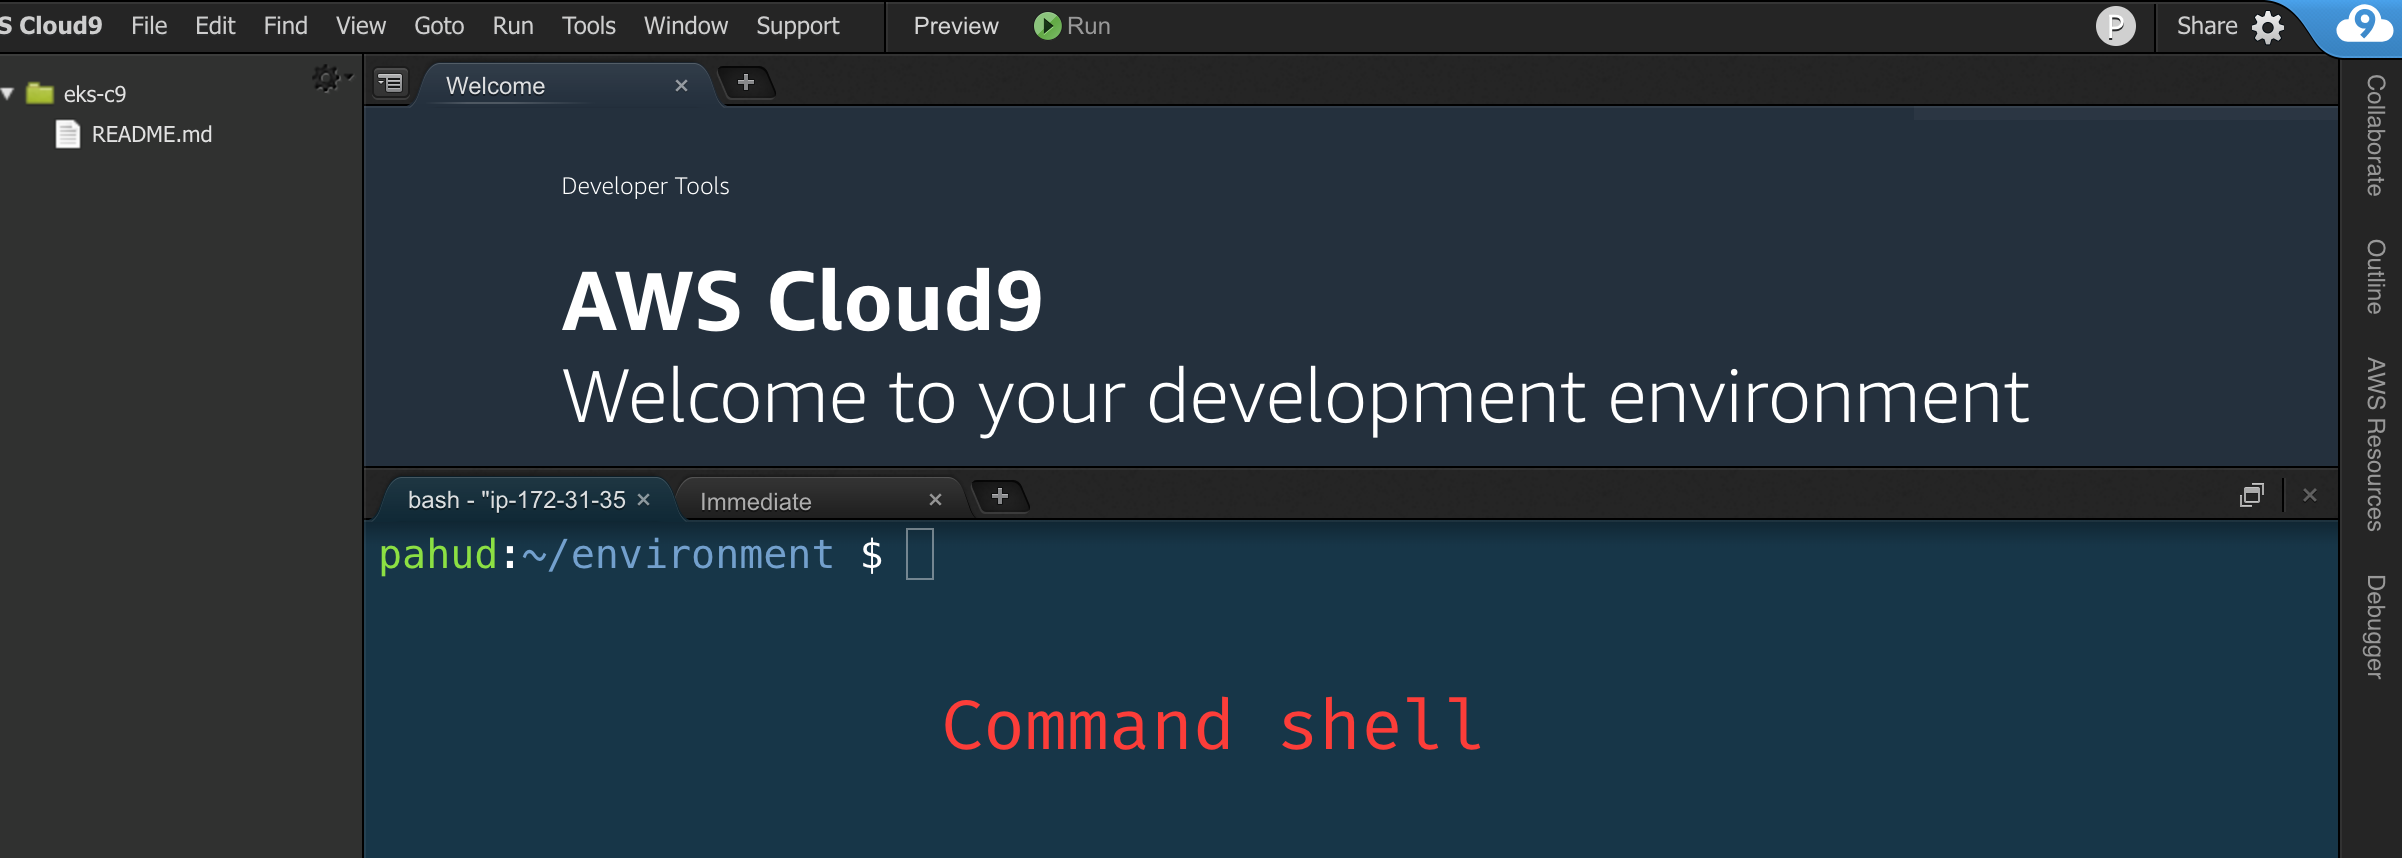 S Cloud9 File Edit Find View Goto Run Tools Window Support Preview Run P Share 9
eks-c9
README.md
Welcome
Developer Tools
AWS Cloud9
Welcome to your development environment
bash - "ip-172-31-35 Immediate
pahud:~/environment $
Command shell
Collaborate
Outline
AWS Resources
Debugger